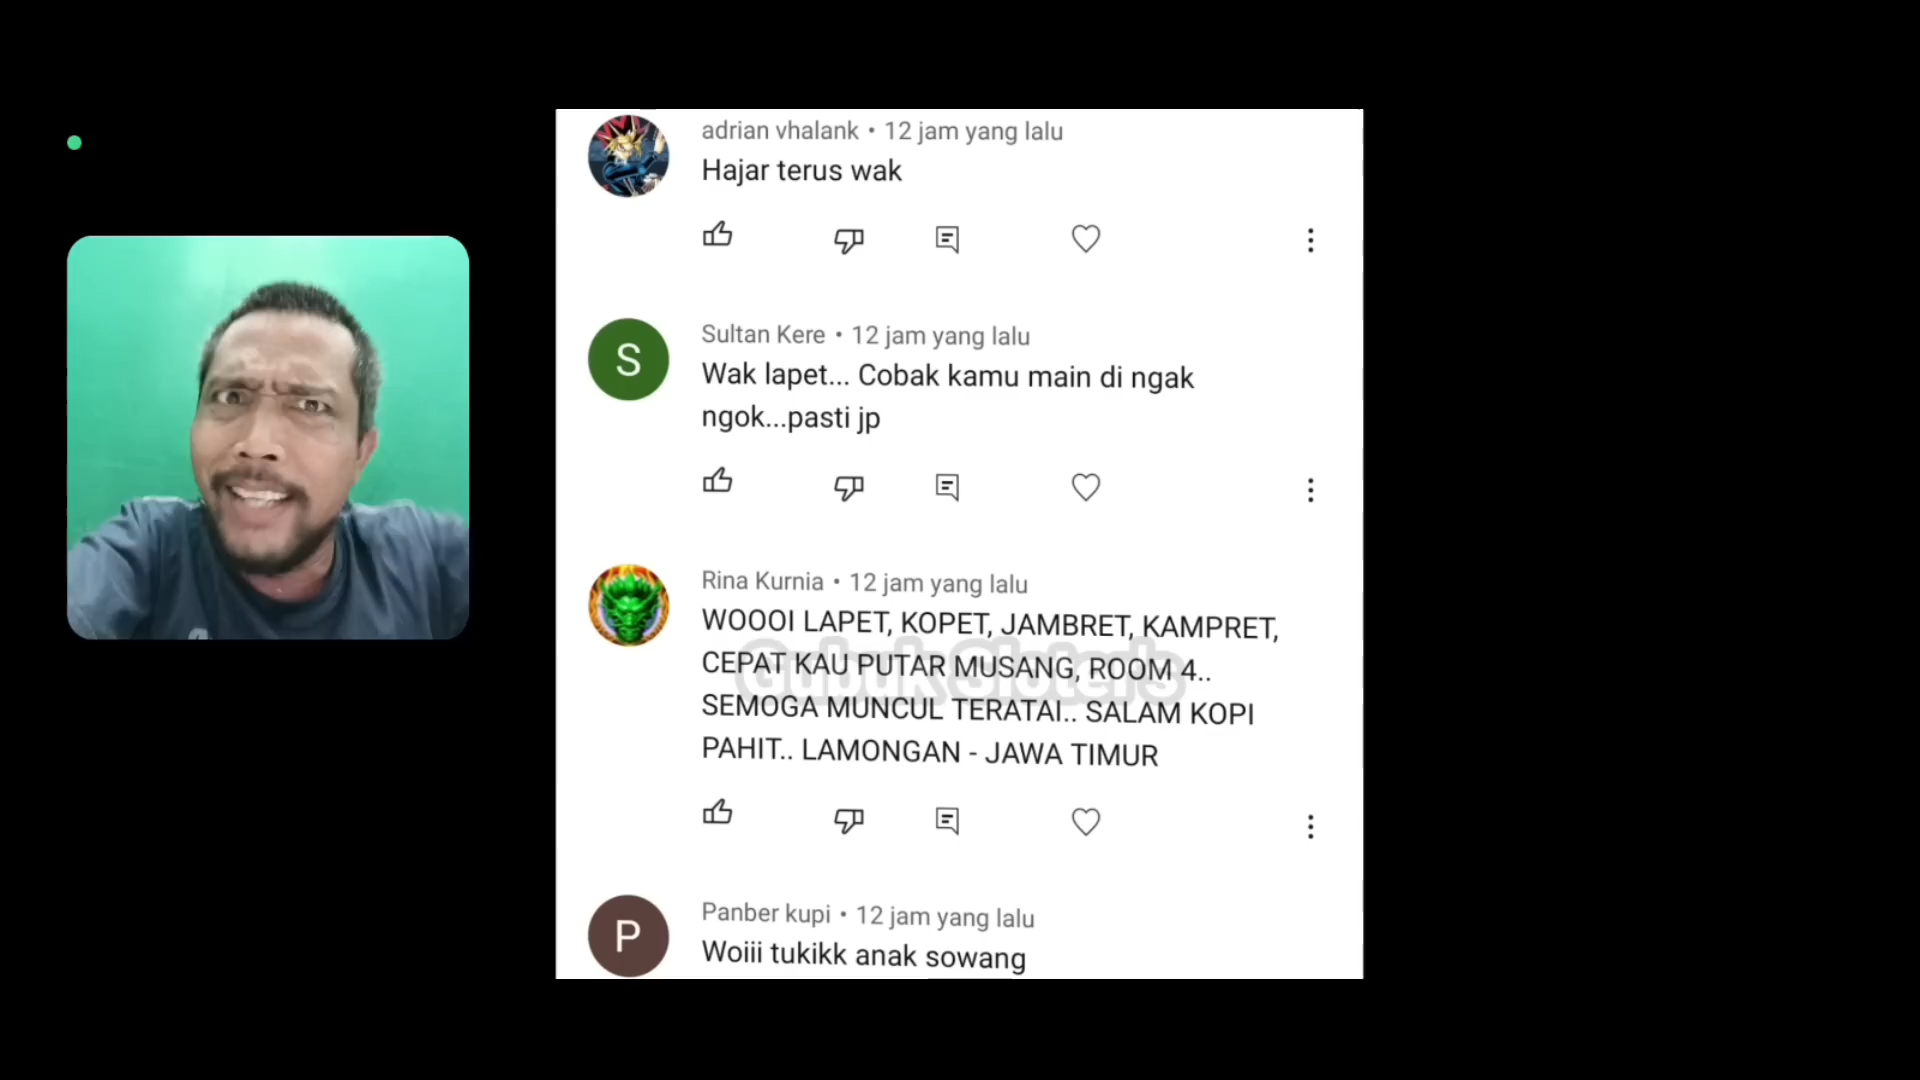 adrian vhalank • 12 jam yang lalu
Hajar terus wak
S
Sultan Kere • 12 jam yang lalu
Wak lapet... Cobak kamu main di ngak
ngok...pasti jp
Rina Kurnia • 12 jam yang lalu
WOOOI LAPET, KOPET, JAMBRET, KAMPRET,
CEPAT KAU PUTAR MUSANG, ROOM 4..
Gubuk Sloter's
SEMOGA MUNCUL TERATAI.. SALAM KOPI
PAHIT.. LAMONGAN - JAWA TIMUR
P
Panber kupi • 12 jam yang lalu
Woiii tukikk anak sowang